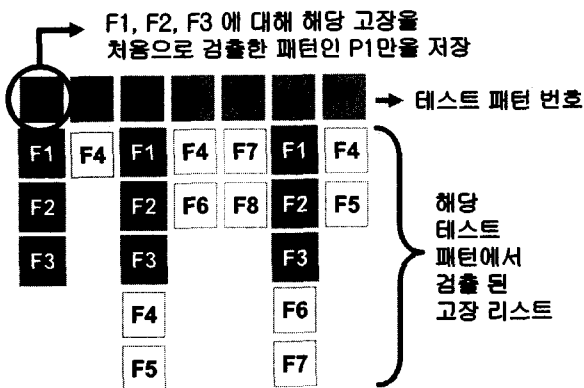 F1, F2, F3 에 대해 해당 고장을
처음으로 검출한 패턴인 P1만을 저장
테스트 패턴 번호
F1 F4 F1 F4 F7 F1 F4
F2 F2 F6 F8 F2 F5
F3 F3 F3
F4 F6
F5 F7
해당
테스트
패턴에서
검출 된
고장 리스트